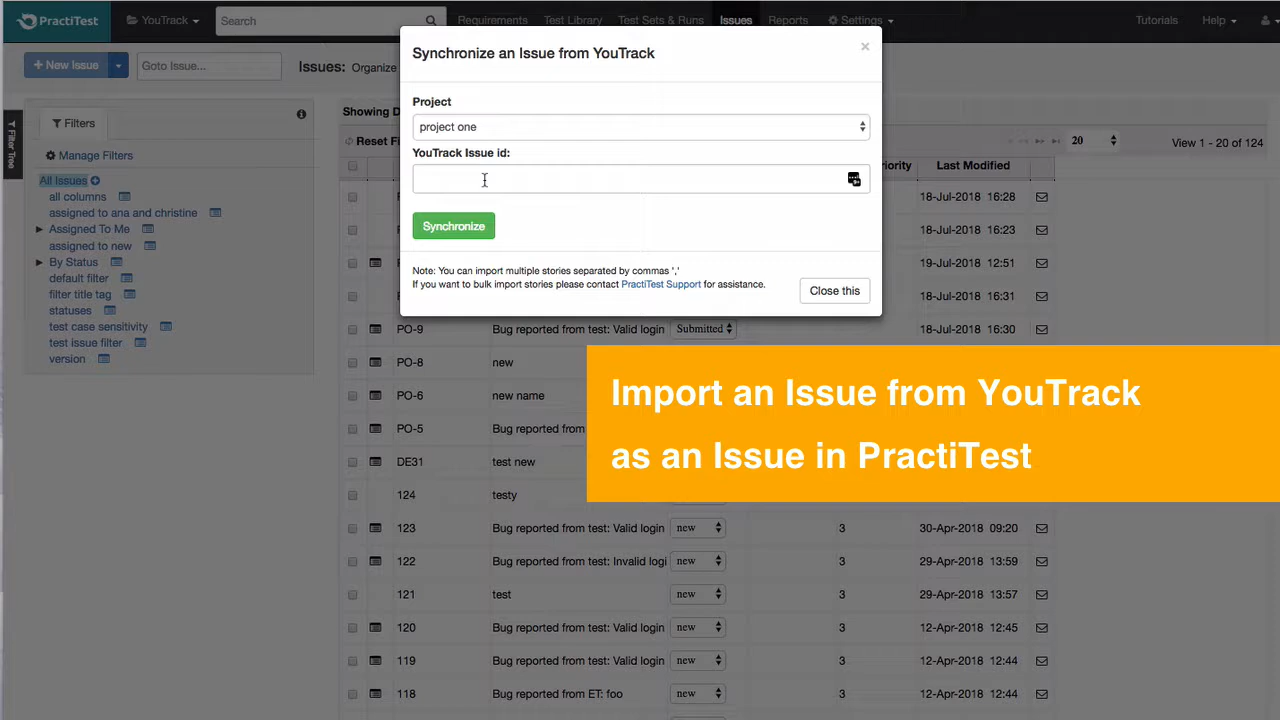 PractiTest
YouTrack
Search
Requirements
Test Library
Test Sets & Runs
Issues
Reports
Settings
Tutorials
Help
+ New Issue
Goto Issue...
Issues: Organize
Synchronize an Issue from YouTrack
×
Project
project one
YouTrack Issue id:
Synchronize
Note: You can import multiple stories separated by commas ','
If you want to bulk import stories please contact PractiTest Support for assistance.
Close this
Filter Tree
Filters
Manage Filters
All Issues
all columns
assigned to ana and christine
Assigned To Me
assigned to new
By Status
default filter
filter title tag
statuses
test case sensitivity
test issue filter
version
Showing D
Reset Fi
20
View 1 - 20 of 124
iority
Last Modified
18-Jul-2018 16:28
18-Jul-2018 16:23
19-Jul-2018 12:51
18-Jul-2018 16:31
PO-9 Bug reported from test: Valid login Submitted 18-Jul-2018 16:30
PO-8 new
PO-6 new name
PO-5 Bug reported from
DE31 test new
124 testy
123 Bug reported from test: Valid login new 3 30-Apr-2018 09:20
122 Bug reported from test: Invalid logi new 3 29-Apr-2018 13:59
121 test new 3 29-Apr-2018 13:57
120 Bug reported from test: Valid login new 3 12-Apr-2018 12:45
119 Bug reported from test: Valid login new 3 12-Apr-2018 12:44
118 Bug reported from ET: foo new 3 12-Apr-2018 12:44
Import an Issue from YouTrack
as an Issue in PractiTest